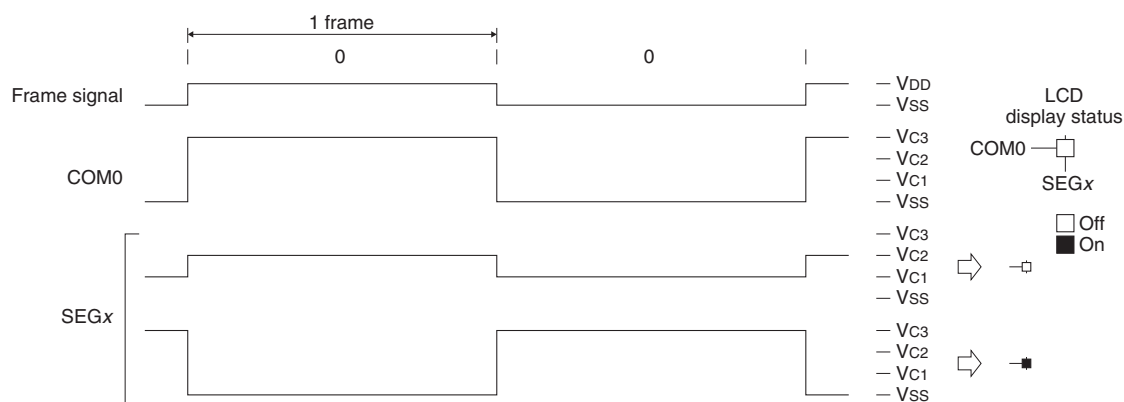 1 frame
0 0
Frame signal
VDD
VSS
COM0
VC3
VC2
VC1
VSS
SEGx
VC3
VC2
VC1
VSS
VC3
VC2
VC1
VSS
LCD
display status
COM0
SEGx
Off
On